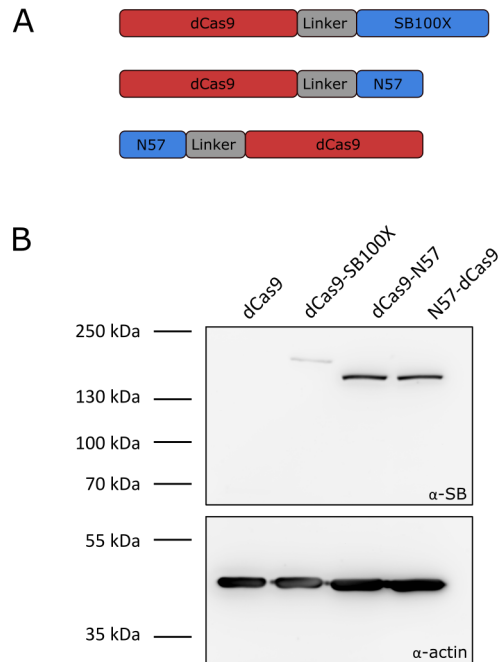 A
dCas9 Linker SB100X
dCas9 Linker N57
N57 Linker dCas9
B
dCas9 dCas9-SB100X dCas9-N57 N57-dCas9
250 kDa
130 kDa
100 kDa
70 kDa
α-SB
55 kDa
35 kDa
α-actin